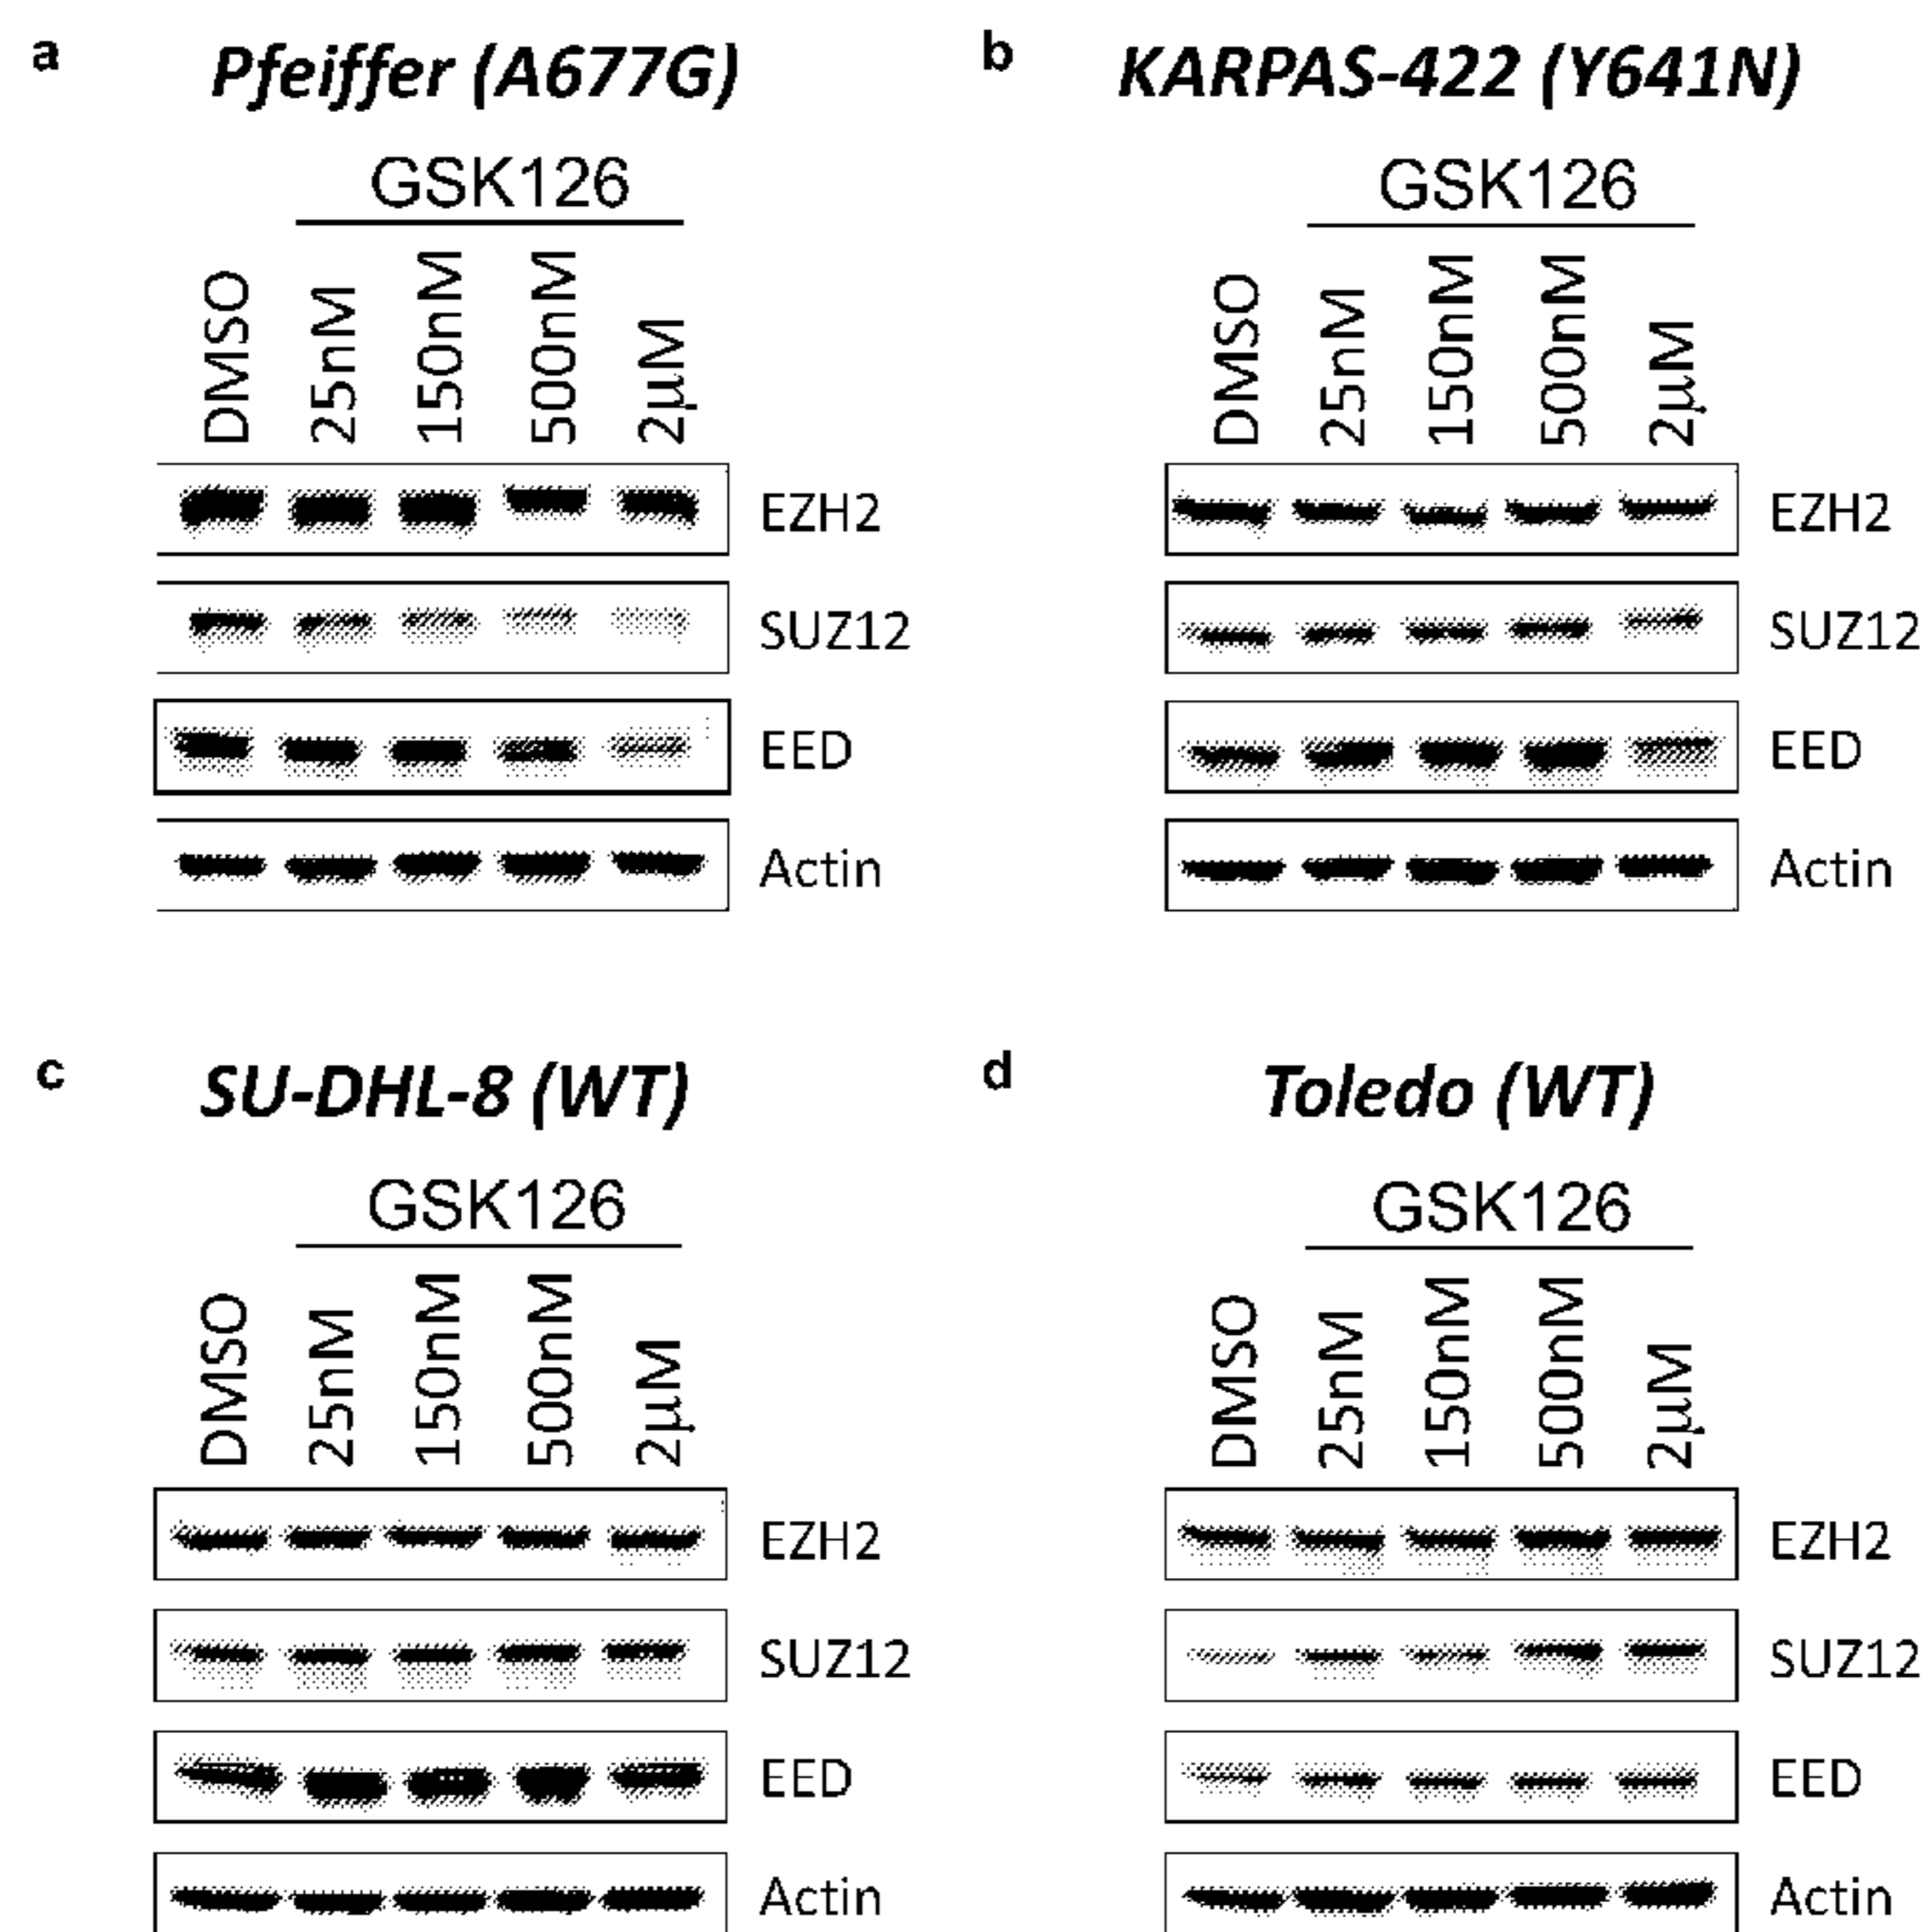 a Pfeiffer (A677G)
GSK126
DMSO 25nM 150nM 500nM 2µM
EZH2
SUZ12
EED
Actin
b KARPAS-422 (Y641N)
GSK126
DMSO 25nM 150nM 500nM 2µM
EZH2
SUZ12
EED
Actin
c SU-DHL-8 (WT)
GSK126
DMSO 25nM 150nM 500nM 2µM
EZH2
SUZ12
EED
Actin
d Toledo (WT)
GSK126
DMSO 25nM 150nM 500nM 2µM
EZH2
SUZ12
EED
Actin